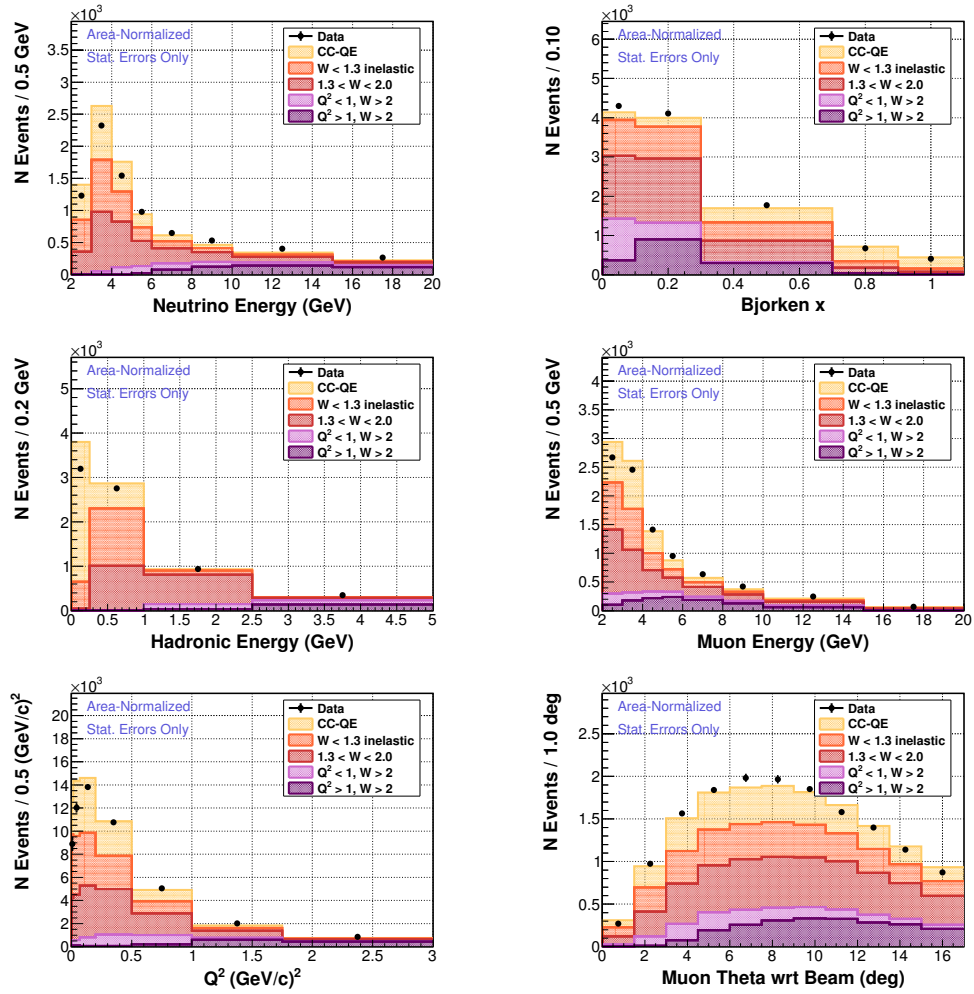 ×10³
N Events / 0.5 GeV
Area-Normalized
Stat. Errors Only
Data
CC-QE
W < 1.3 inelastic
1.3 < W < 2.0
Q² < 1, W > 2
Q² > 1, W > 2
3.5
3
2.5
2
1.5
1
0.5
0
2 4 6 8 10 12 14 16 18 20
Neutrino Energy (GeV)
×10³
N Events / 0.10
Area-Normalized
Stat. Errors Only
Data
CC-QE
W < 1.3 inelastic
1.3 < W < 2.0
Q² < 1, W > 2
Q² > 1, W > 2
6
5
4
3
2
1
0
0 0.2 0.4 0.6 0.8 1
Bjorken x
×10³
N Events / 0.2 GeV
Area-Normalized
Stat. Errors Only
Data
CC-QE
W < 1.3 inelastic
1.3 < W < 2.0
Q² < 1, W > 2
Q² > 1, W > 2
5
4
3
2
1
0
0 0.5 1 1.5 2 2.5 3 3.5 4 4.5 5
Hadronic Energy (GeV)
×10³
N Events / 0.5 GeV
Area-Normalized
Stat. Errors Only
Data
CC-QE
W < 1.3 inelastic
1.3 < W < 2.0
Q² < 1, W > 2
Q² > 1, W > 2
4
3.5
3
2.5
2
1.5
1
0.5
0
2 4 6 8 10 12 14 16 18 20
Muon Energy (GeV)
×10³
N Events / 0.5 (GeV/c)²
Area-Normalized
Stat. Errors Only
Data
CC-QE
W < 1.3 inelastic
1.3 < W < 2.0
Q² < 1, W > 2
Q² > 1, W > 2
20
18
16
14
12
10
8
6
4
2
0
0 0.5 1 1.5 2 2.5 3
Q² (GeV/c)²
×10³
N Events / 1.0 deg
Area-Normalized
Stat. Errors Only
Data
CC-QE
W < 1.3 inelastic
1.3 < W < 2.0
Q² < 1, W > 2
Q² > 1, W > 2
2.5
2
1.5
1
0.5
0
0 2 4 6 8 10 12 14 16
Muon Theta wrt Beam (deg)